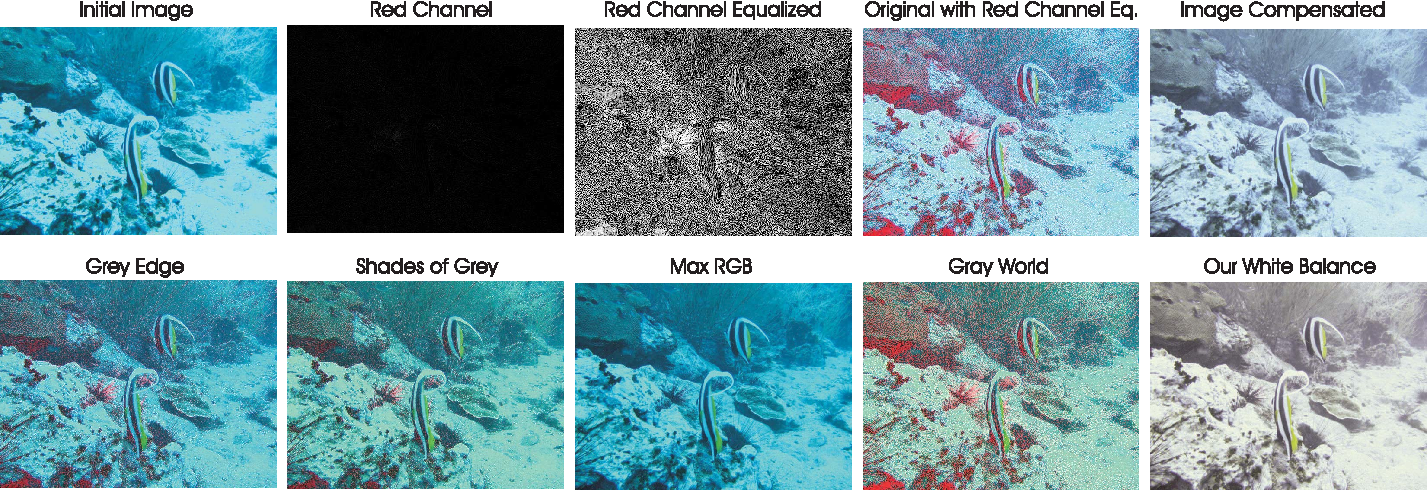 Initial Image
Red Channel
Red Channel Equalized
Original with Red Channel Eq.
Image Compensated
Grey Edge
Shades of Grey
Max RGB
Gray World
Our White Balance